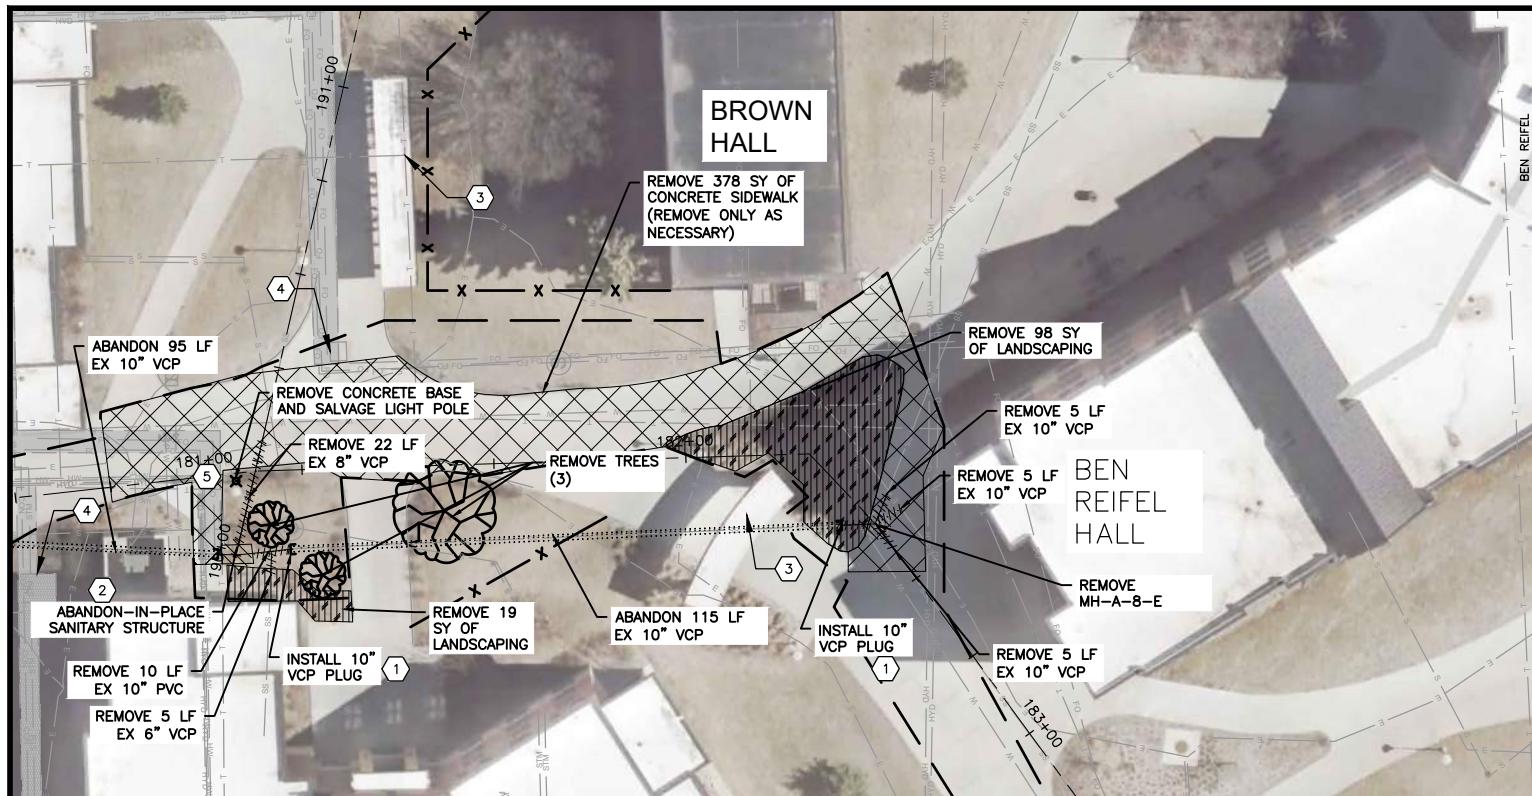 191+00
BROWN
HALL
BEN REIFEL
3
REMOVE 378 SY OF
CONCRETE SIDEWALK
(REMOVE ONLY AS
NECESSARY)
4
ABANDON 95 LF
EX 10" VCP
REMOVE 98 SY
OF LANDSCAPING
REMOVE CONCRETE BASE
AND SALVAGE LIGHT POLE
REMOVE 5 LF
EX 10" VCP
REMOVE 22 LF
EX 8" VCP
181+00
182+00
REMOVE TREES
(3)
5
REMOVE 5 LF
EX 10" VCP
BEN
REIFEL
HALL
4
3
2
ABANDON-IN-PLACE
SANITARY STRUCTURE
REMOVE
MH-A-8-E
REMOVE 19
SY OF
LANDSCAPING
ABANDON 115 LF
EX 10" VCP
INSTALL 10"
VCP PLUG
1
INSTALL 10"
VCP PLUG
1
REMOVE 5 LF
EX 10" VCP
REMOVE 10 LF
EX 10" PVC
REMOVE 5 LF
EX 6" VCP
183+00